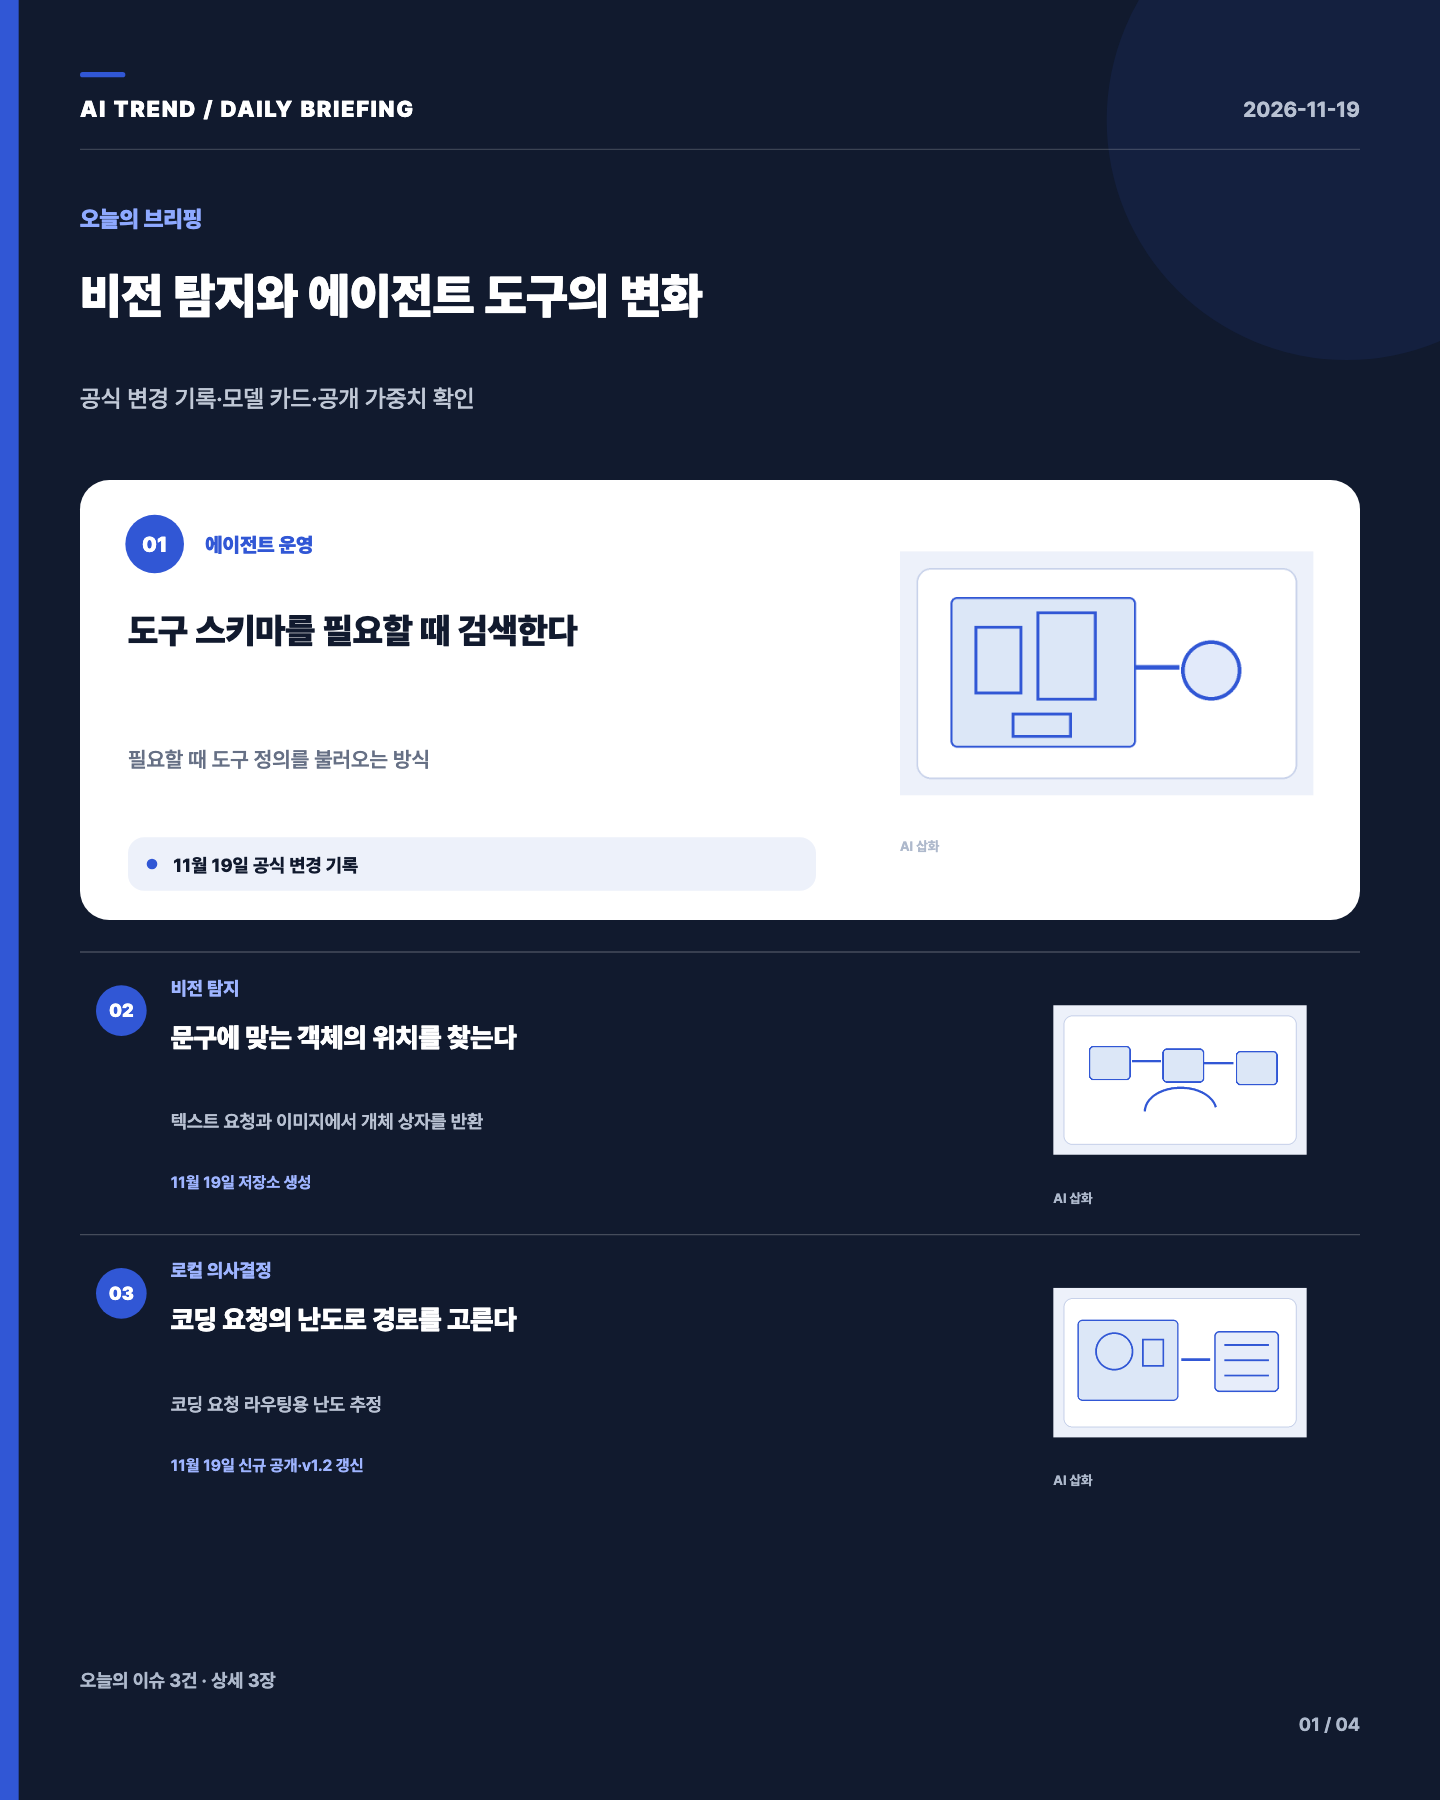 AI TREND / DAILY BRIEFING
2026-11-19
오늘의 브리핑
비전 탐지와 에이전트 도구의 변화
공식 변경 기록·모델 카드·공개 가중치 확인
01 에이전트 운영
도구 스키마를 필요할 때 검색한다
필요할 때 도구 정의를 불러오는 방식
11월 19일 공식 변경 기록
AI 삽화
02
비전 탐지
문구에 맞는 객체의 위치를 찾는다
텍스트 요청과 이미지에서 개체 상자를 반환
11월 19일 저장소 생성
AI 삽화
03
로컬 의사결정
코딩 요청의 난도로 경로를 고른다
코딩 요청 라우팅용 난도 추정
11월 19일 신규 공개·v1.2 갱신
AI 삽화
오늘의 이슈 3건 · 상세 3장
01 / 04